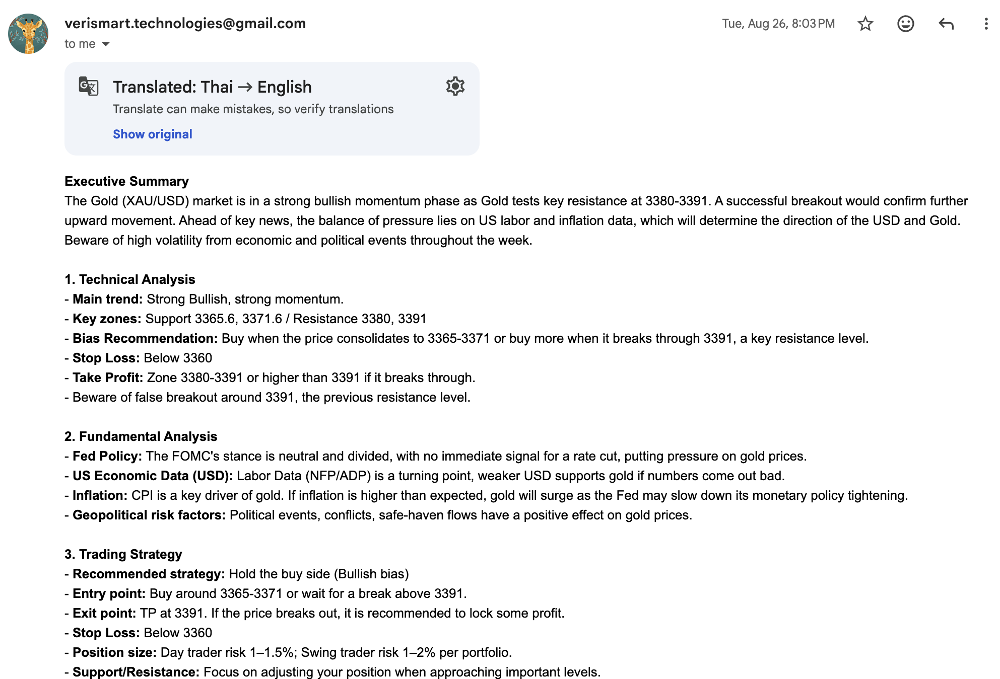 verismart.technologies@gmail.com
Tue, Aug 26, 8:03 PM
to me
Translated: Thai → English
Translate can make mistakes, so verify translations
Show original
Executive Summary
The Gold (XAU/USD) market is in a strong bullish momentum phase as Gold tests key resistance at 3380-3391. A successful breakout would confirm further
upward movement. Ahead of key news, the balance of pressure lies on US labor and inflation data, which will determine the direction of the USD and Gold.
Beware of high volatility from economic and political events throughout the week.
1. Technical Analysis
- Main trend: Strong Bullish, strong momentum.
- Key zones: Support 3365.6, 3371.6 / Resistance 3380, 3391
- Bias Recommendation: Buy when the price consolidates to 3365-3371 or buy more when it breaks through 3391, a key resistance level.
- Stop Loss: Below 3360
- Take Profit: Zone 3380-3391 or higher than 3391 if it breaks through.
- Beware of false breakout around 3391, the previous resistance level.
2. Fundamental Analysis
- Fed Policy: The FOMC's stance is neutral and divided, with no immediate signal for a rate cut, putting pressure on gold prices.
- US Economic Data (USD): Labor Data (NFP/ADP) is a turning point, weaker USD supports gold if numbers come out bad.
- Inflation: CPI is a key driver of gold. If inflation is higher than expected, gold will surge as the Fed may slow down its monetary policy tightening.
- Geopolitical risk factors: Political events, conflicts, safe-haven flows have a positive effect on gold prices.
3. Trading Strategy
- Recommended strategy: Hold the buy side (Bullish bias)
- Entry point: Buy around 3365-3371 or wait for a break above 3391.
- Exit point: TP at 3391. If the price breaks out, it is recommended to lock some profit.
- Stop Loss: Below 3360
- Position size: Day trader risk 1–1.5%; Swing trader risk 1–2% per portfolio.
- Support/Resistance: Focus on adjusting your position when approaching important levels.